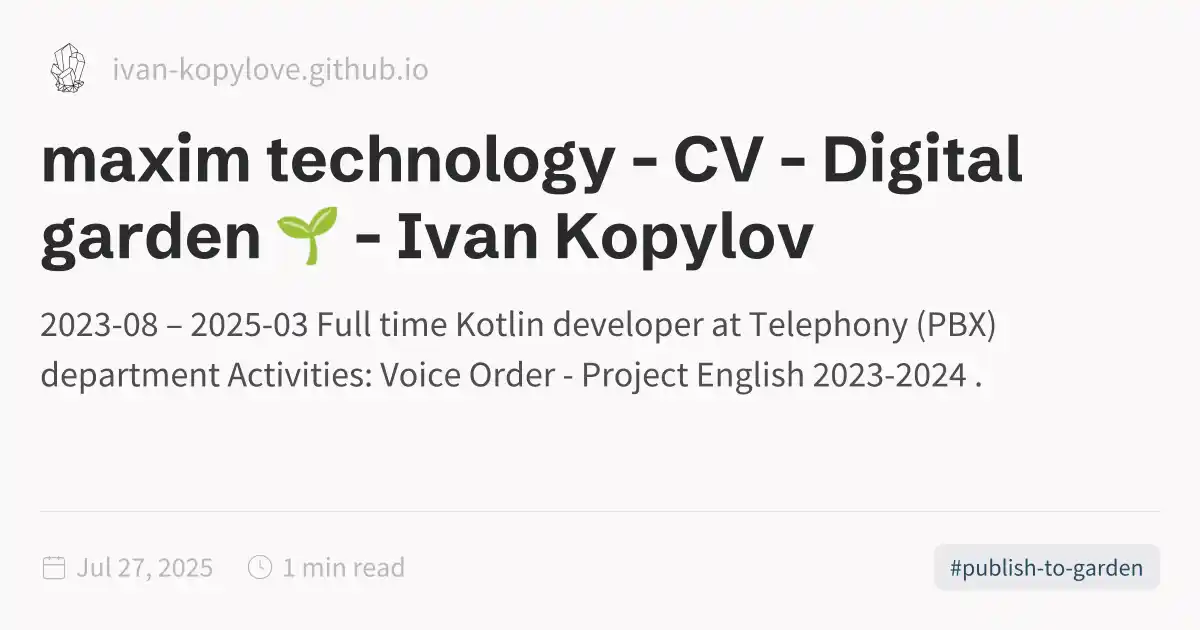 ivan-kopylove.github.io
maxim technology - CV - Digital
garden 🌱 - Ivan Kopylov
2023-08 – 2025-03 Full time Kotlin developer at Telephony (PBX)
department Activities: Voice Order - Project English 2023-2024 .
Jul 27, 2025 1 min read #publish-to-garden